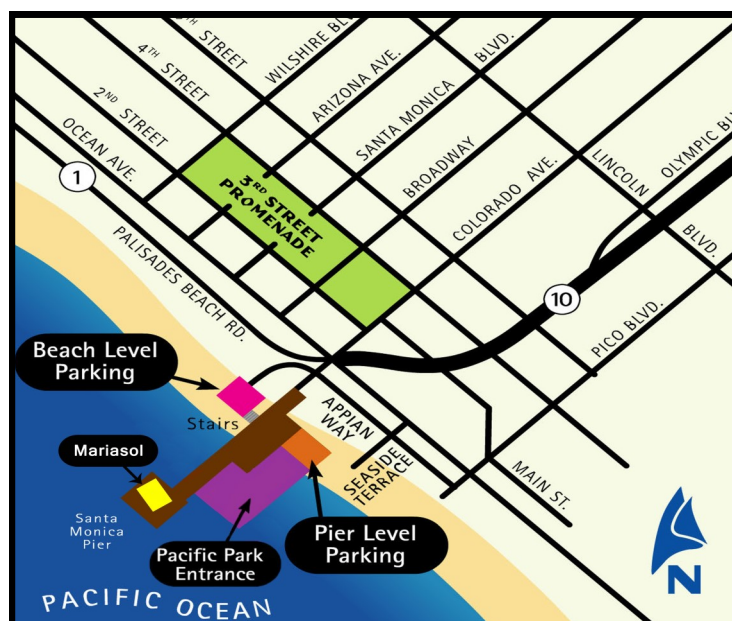 STREET
WILSHIRE
4TH STREET
ARIZONA AVE.
SANTA MONICA BLVD.
2ND STREET
BROADWAY
OCEAN AVE.
COLORADO AVE.
LINCOLN BLVD.
OLYMPIC
1
3RD STREET
PROMENADE
PALISADES BEACH RD.
10
PICO BLVD.
Beach Level
Parking
Stairs
APPIAN
WAY
Mariasol
SEASIDE
TERRACE
MAIN ST.
Santa
Monica
Pier
Pacific Park
Entrance
Pier Level
Parking
N
PACIFIC OCEAN